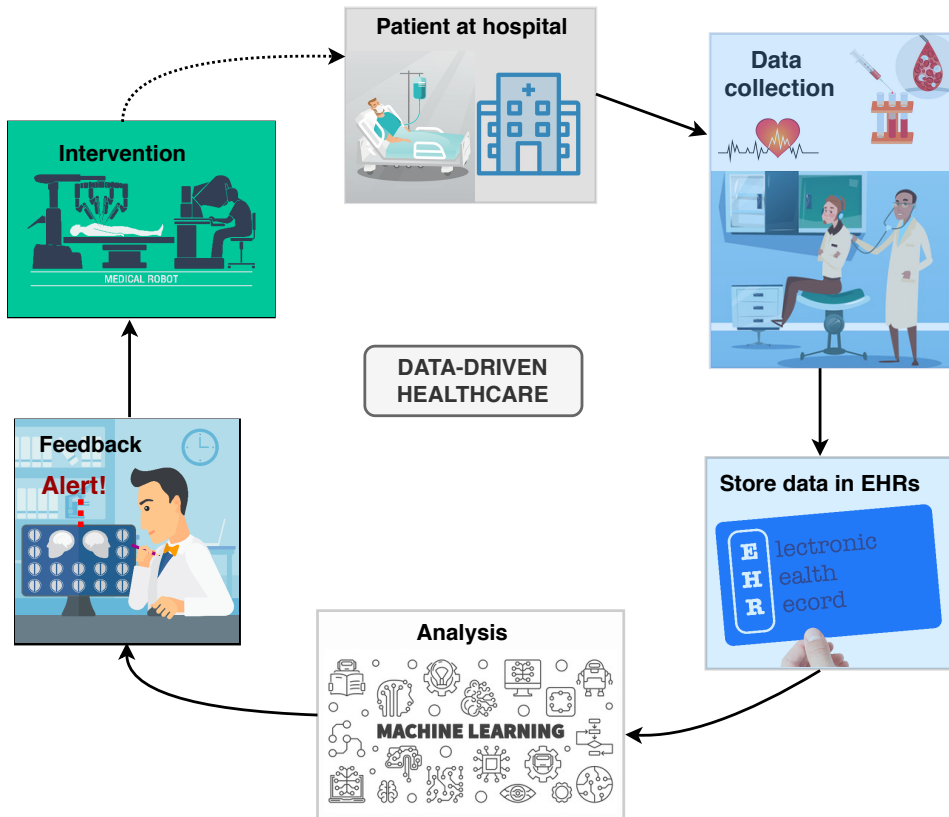 Patient at hospital
Data
collection
Intervention
MEDICAL ROBOT
DATA-DRIVEN
HEALTHCARE
Feedback
Alert!
Store data in EHRs
E lectronic
H ealth
R ecord
Analysis
MACHINE LEARNING